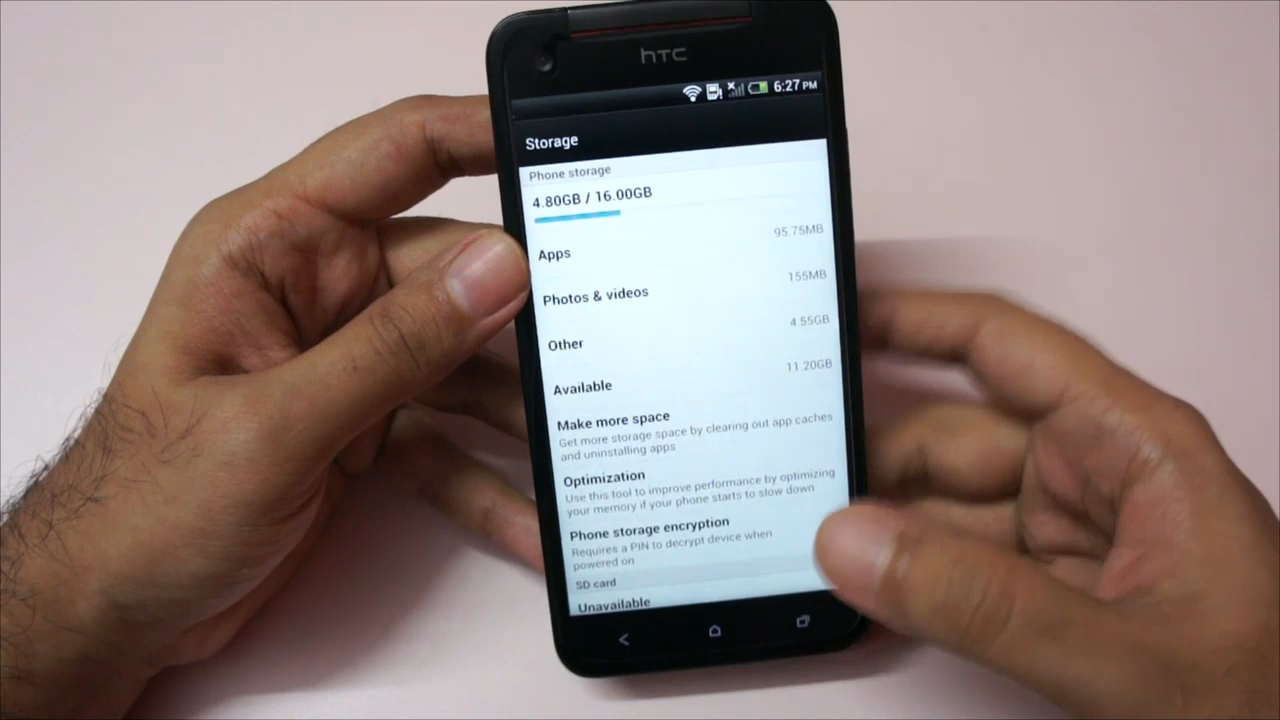 hTC
6:27 PM
Storage
Phone storage
4.80GB / 16.00GB
Apps 95.75MB
Photos & videos 155MB
Other 4.55GB
Available 11.20GB
Make more space
Get more storage space by clearing out app caches
and uninstalling apps
Optimization
Use this tool to improve performance by optimizing
your memory if your phone starts to slow down
Phone storage encryption
Requires a PIN to decrypt device when
powered on
SD card
Unavailable